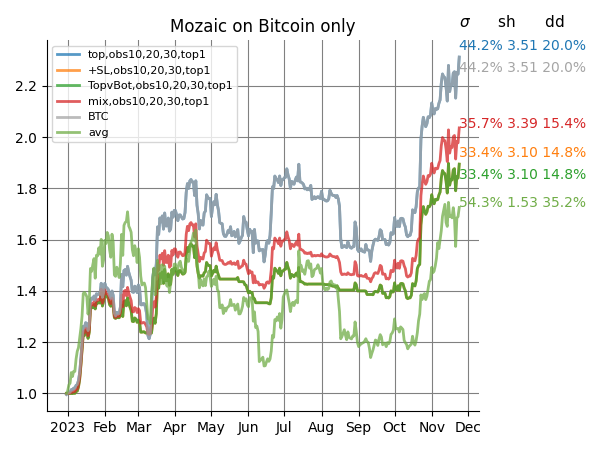 Mozaic on Bitcoin only
σ sh dd
top,obs10,20,30,top1
+SL,obs10,20,30,top1
TopvBot,obs10,20,30,top1
mix,obs10,20,30,top1
BTC
avg
44.2% 3.51 20.0%
44.2% 3.51 20.0%
35.7% 3.39 15.4%
33.4% 3.10 14.8%
33.4% 3.10 14.8%
54.3% 1.53 35.2%
2.2
2.0
1.8
1.6
1.4
1.2
1.0
2023 Feb Mar Apr May Jun Jul Aug Sep Oct Nov Dec